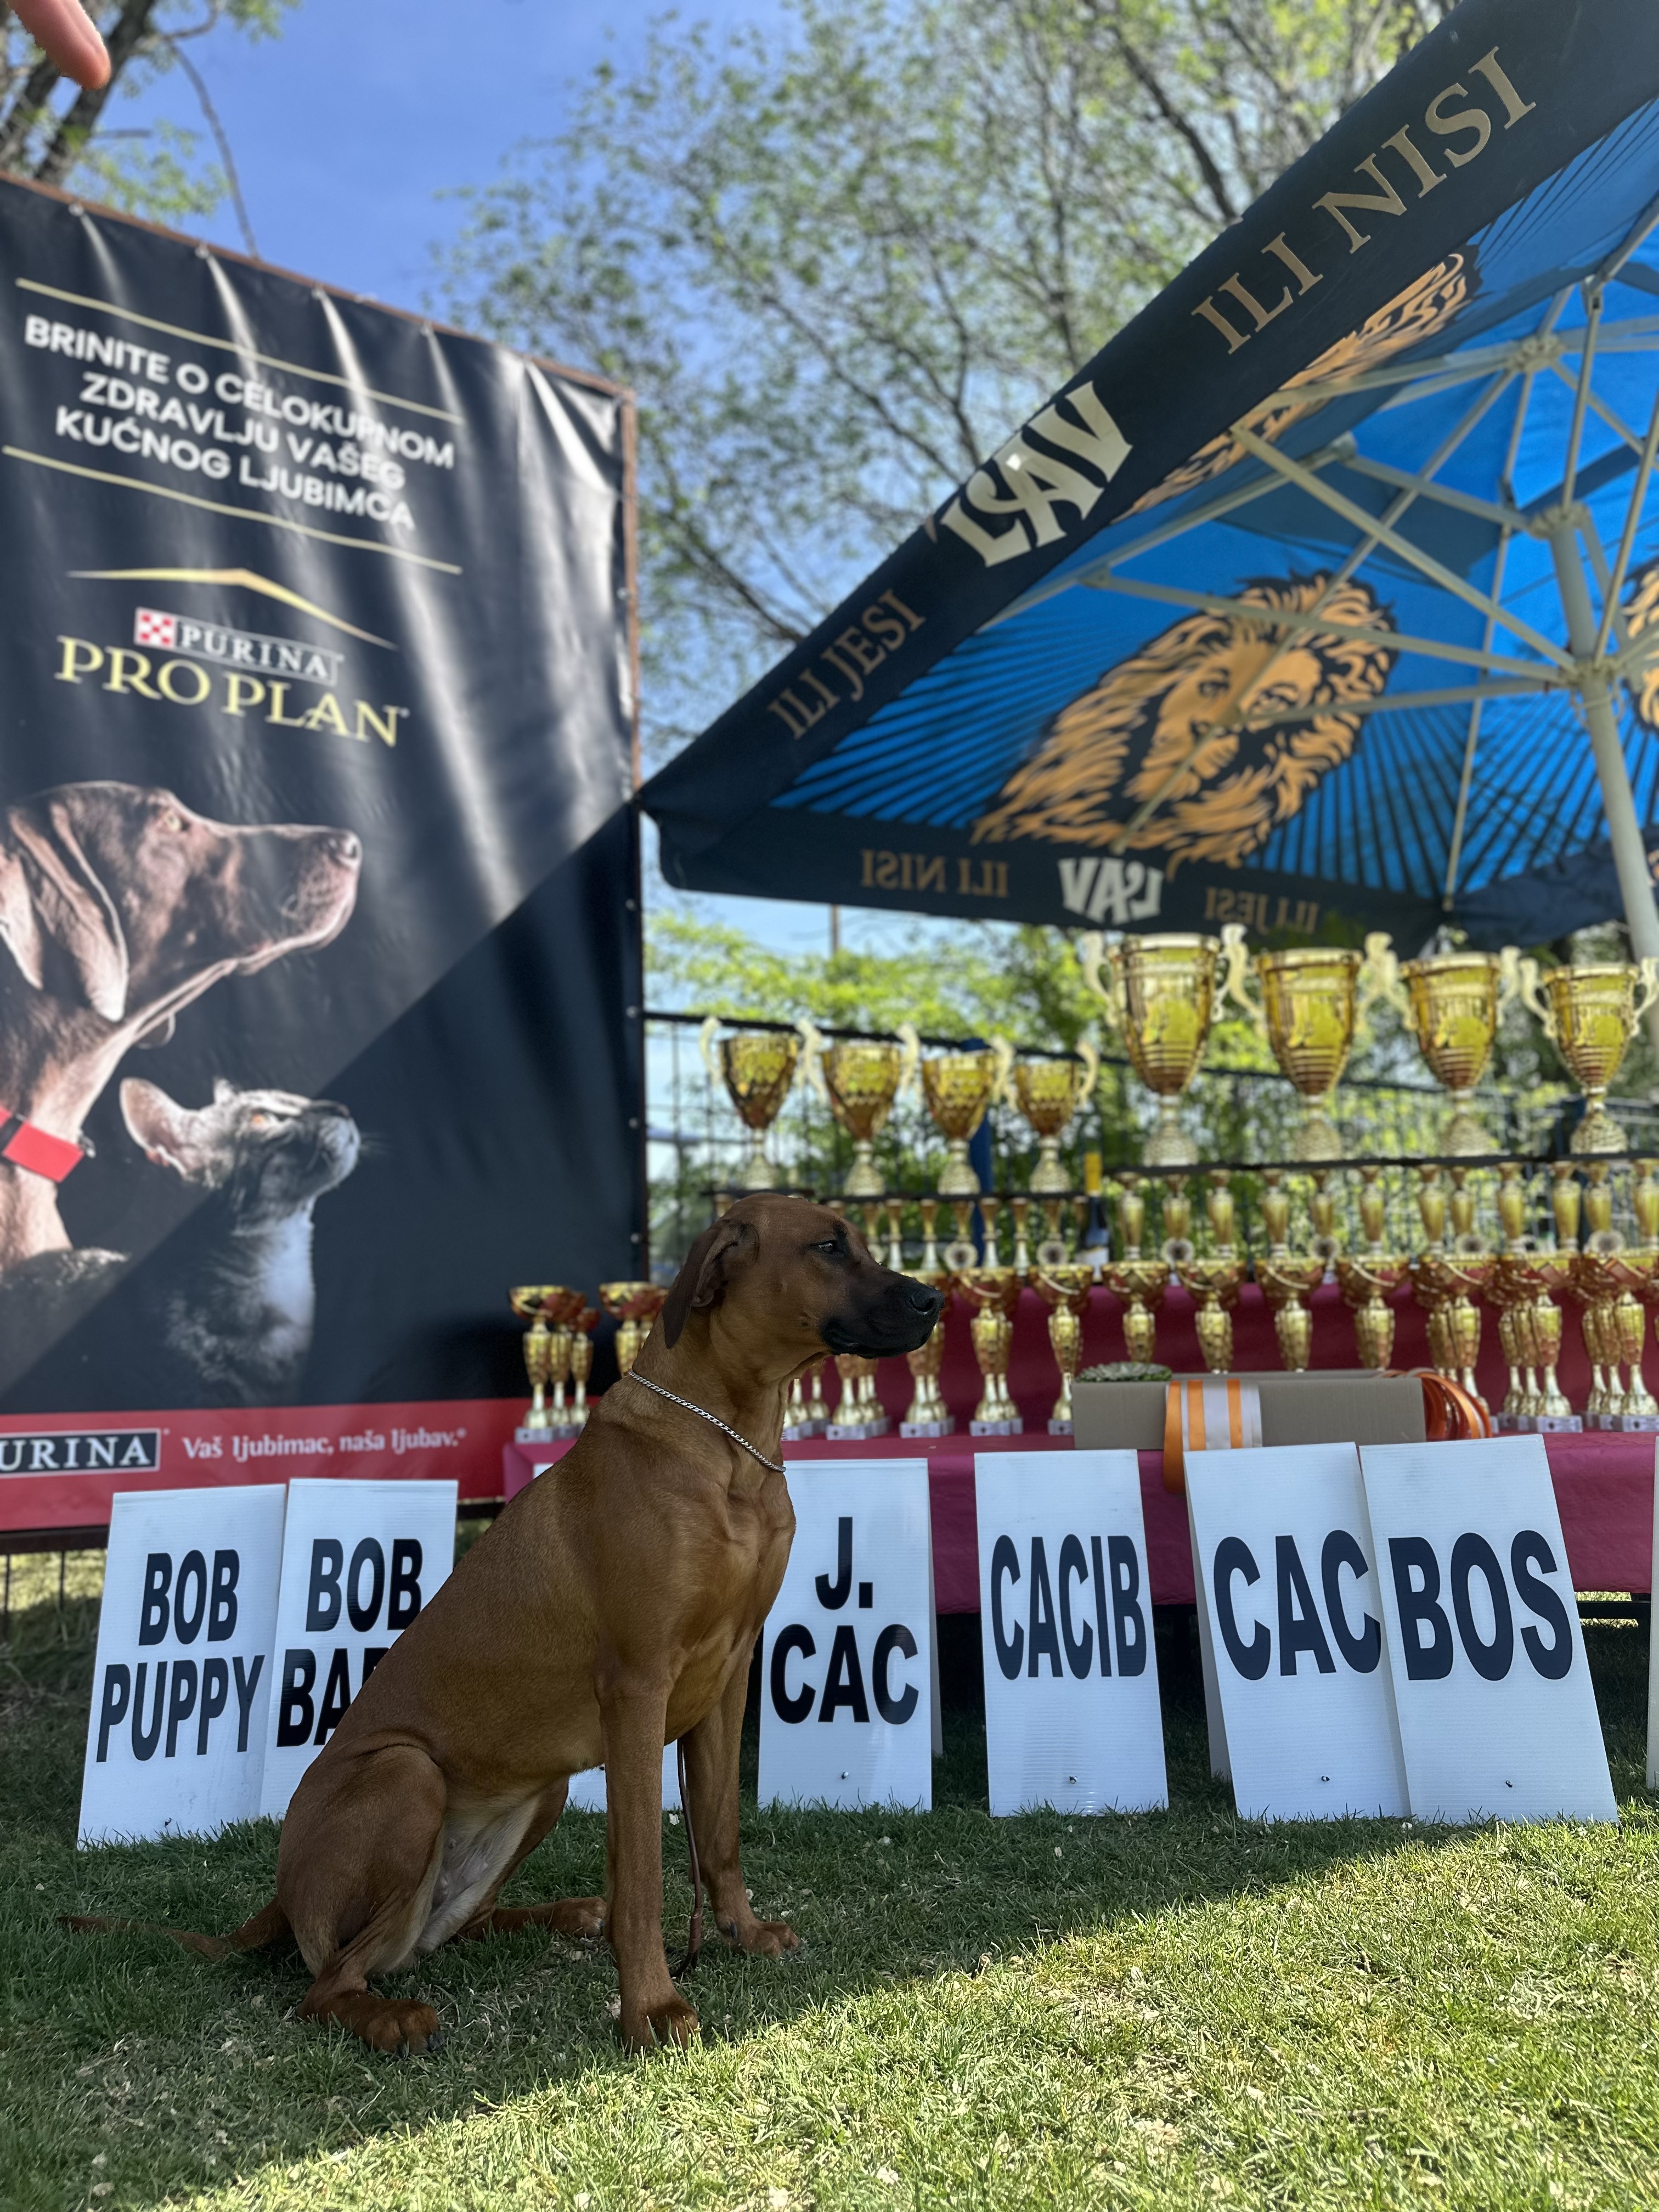 BRINITE O CELOKUPNOM
ZDRAVLJU VAŠEG
KUĆNOG LJUBIMCA
PURINA
PRO PLAN
ILI JESI LAV ILI NISI
ILI JESI LAV ILI NISI
PURINA Vaš ljubimac, naša ljubav.
BOB
PUPPY
BOB
J.
CAC
CACIB
CAC
BOS